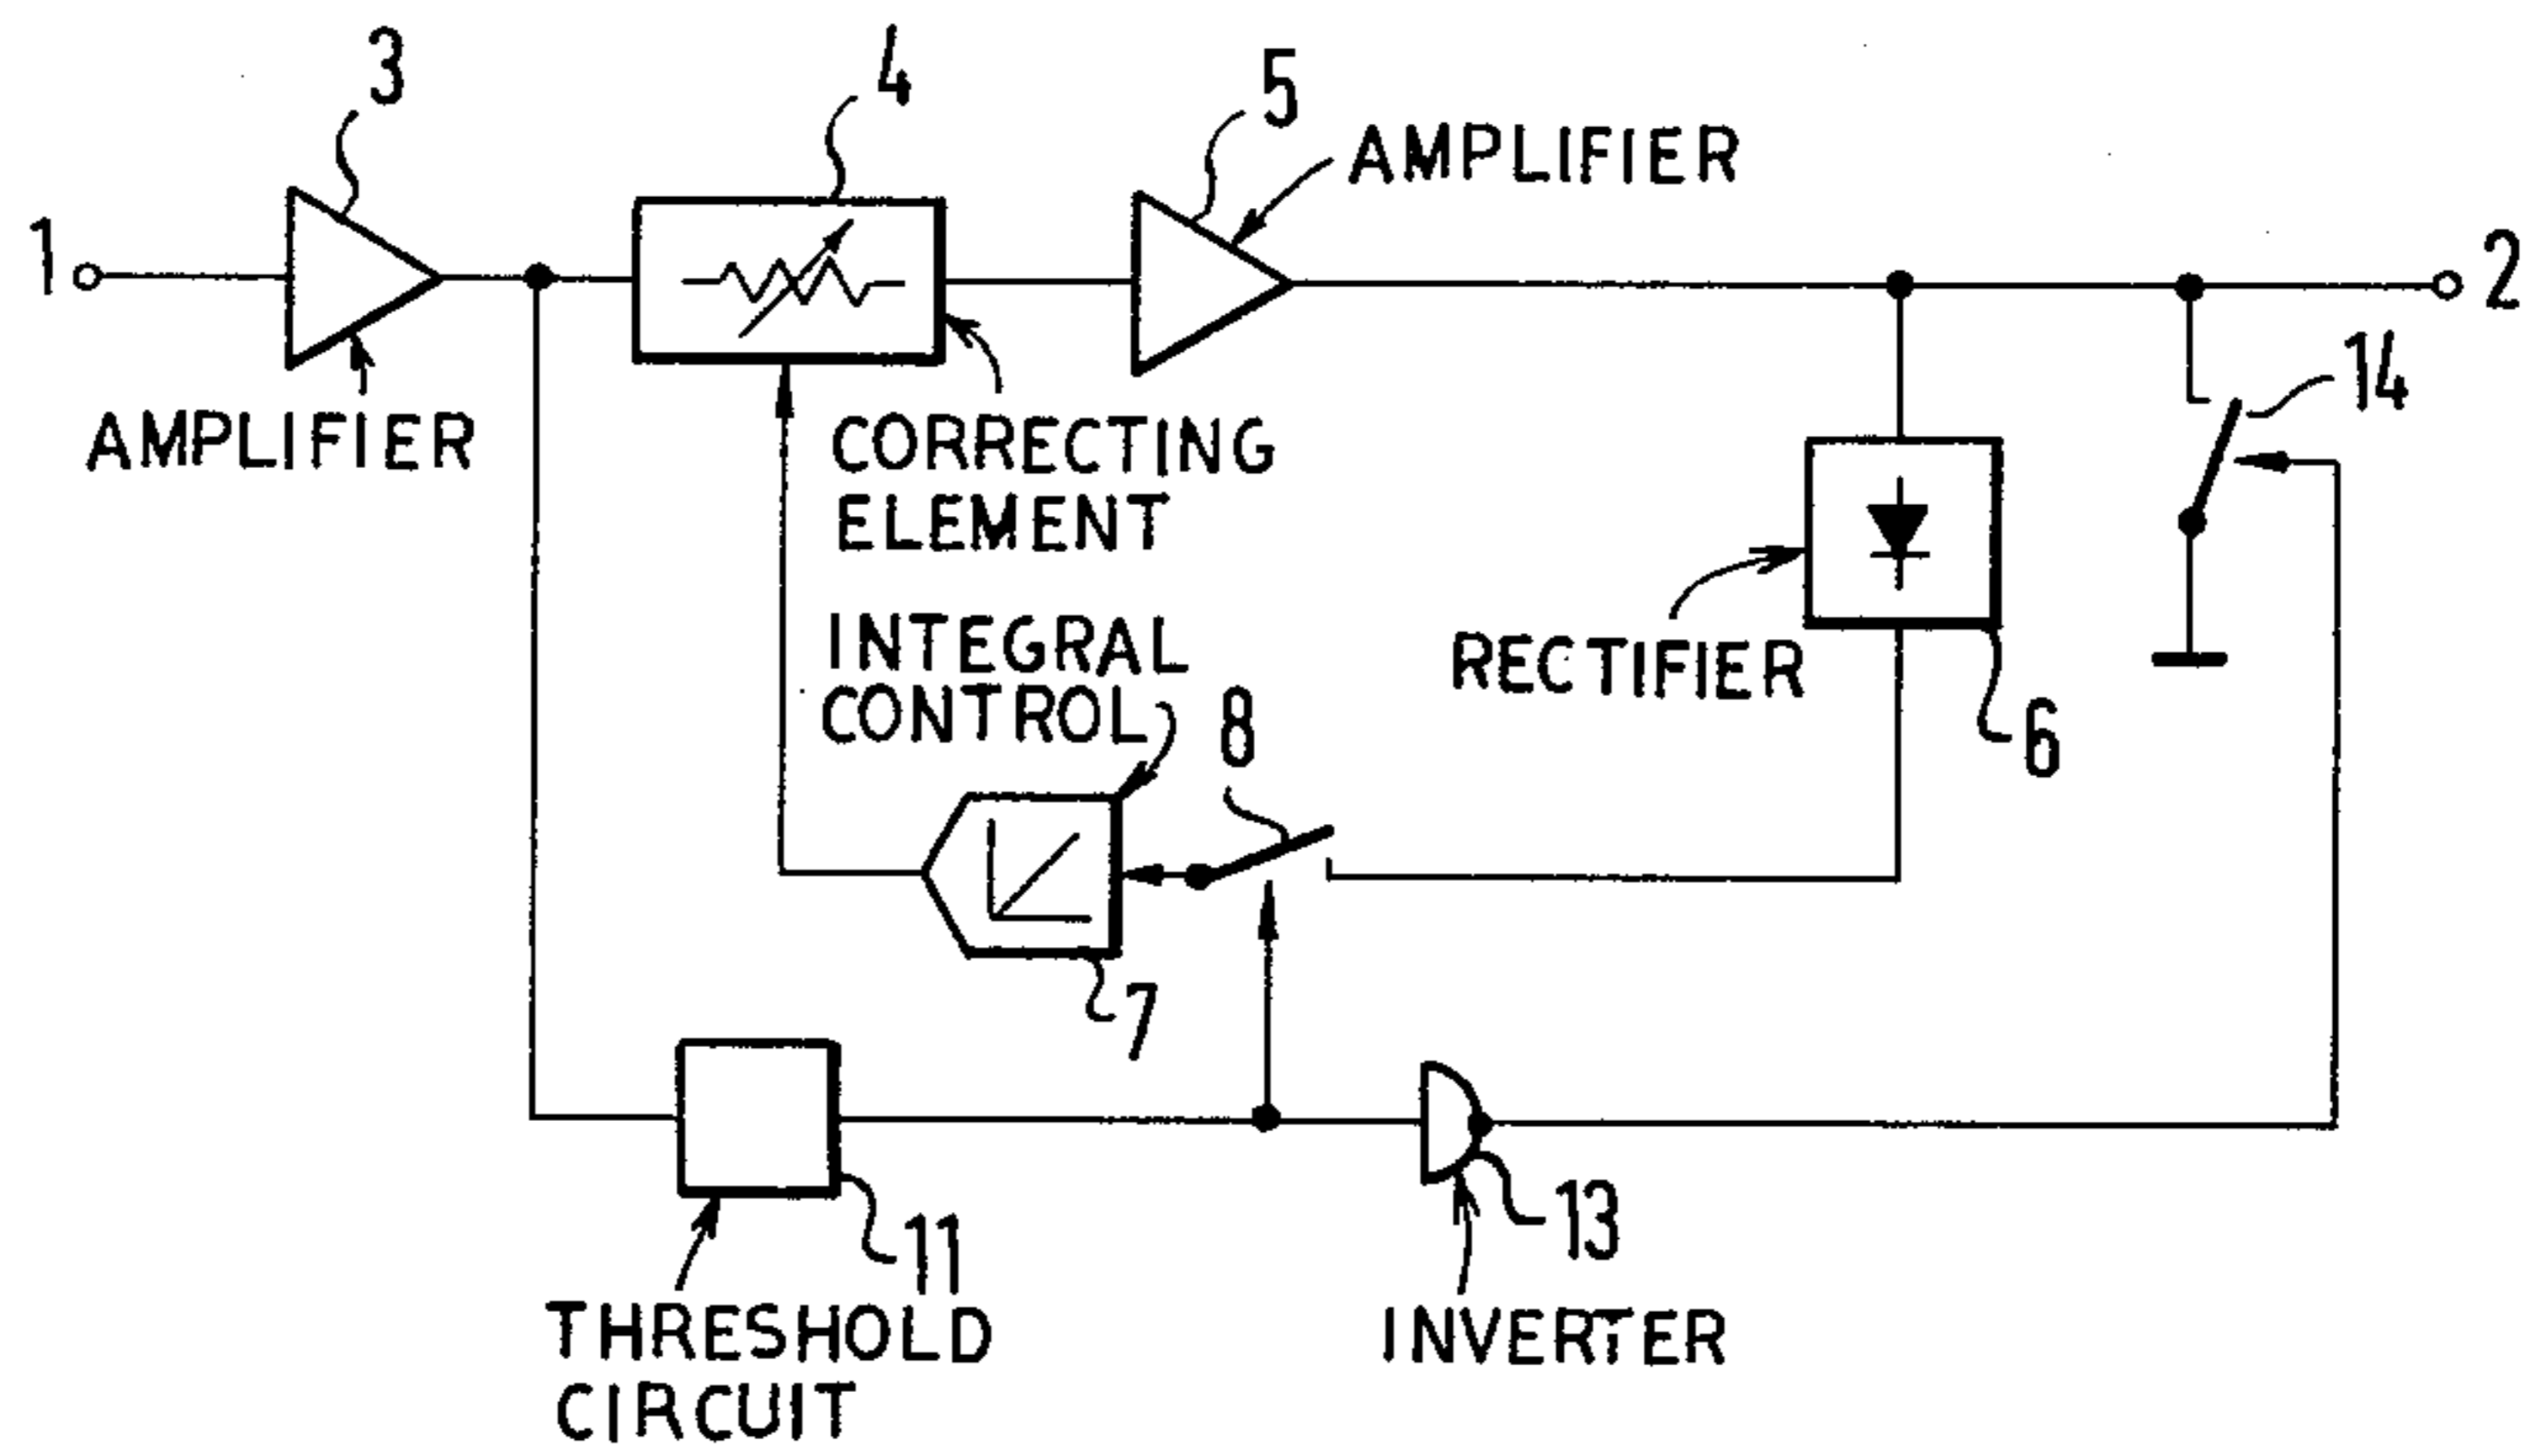 3
4
5
AMPLIFIER
1
2
14
AMPLIFIER
CORRECTING
ELEMENT
INTEGRAL
CONTROL
RECTIFIER
8
6
7
11
13
THRESHOLD
CIRCUIT
INVERTER